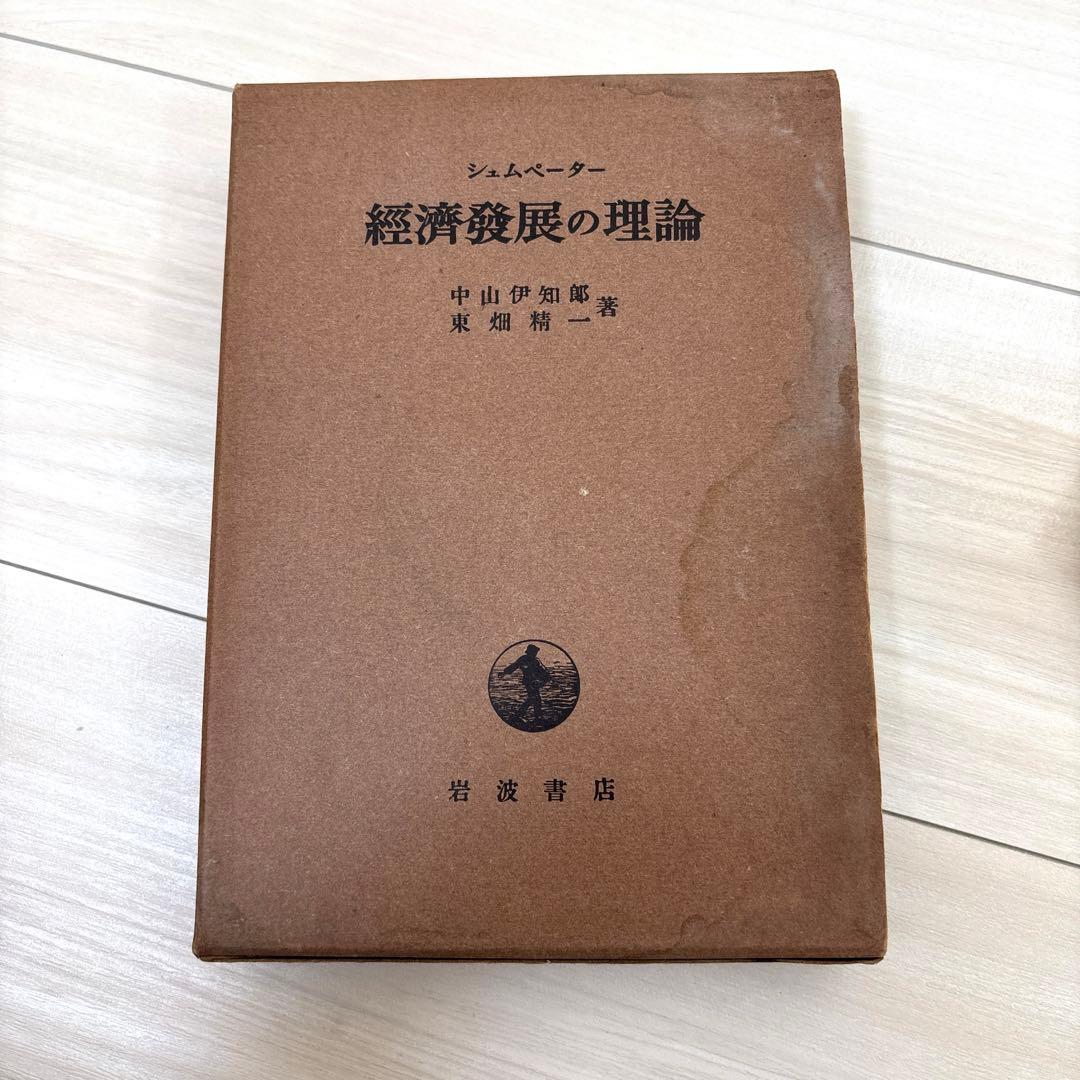 シュムペーター
經濟發展の理論
中山伊知郎
東畑精一 著
岩波書店